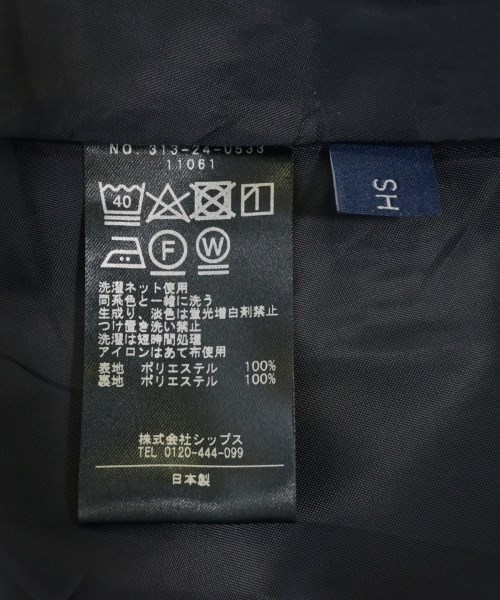 NO. 313-24-0533
11061
40
F W
洗濯ネット使用
同系色と一緒に洗う
生成り、淡色は蛍光増白剤禁止
つけ置き洗い禁止
洗濯は短時間処理
アイロンはあて布使用
表地 ポリエステル 100%
裏地 ポリエステル 100%
株式会社シップス
TEL 0120-444-099
日本製
SH